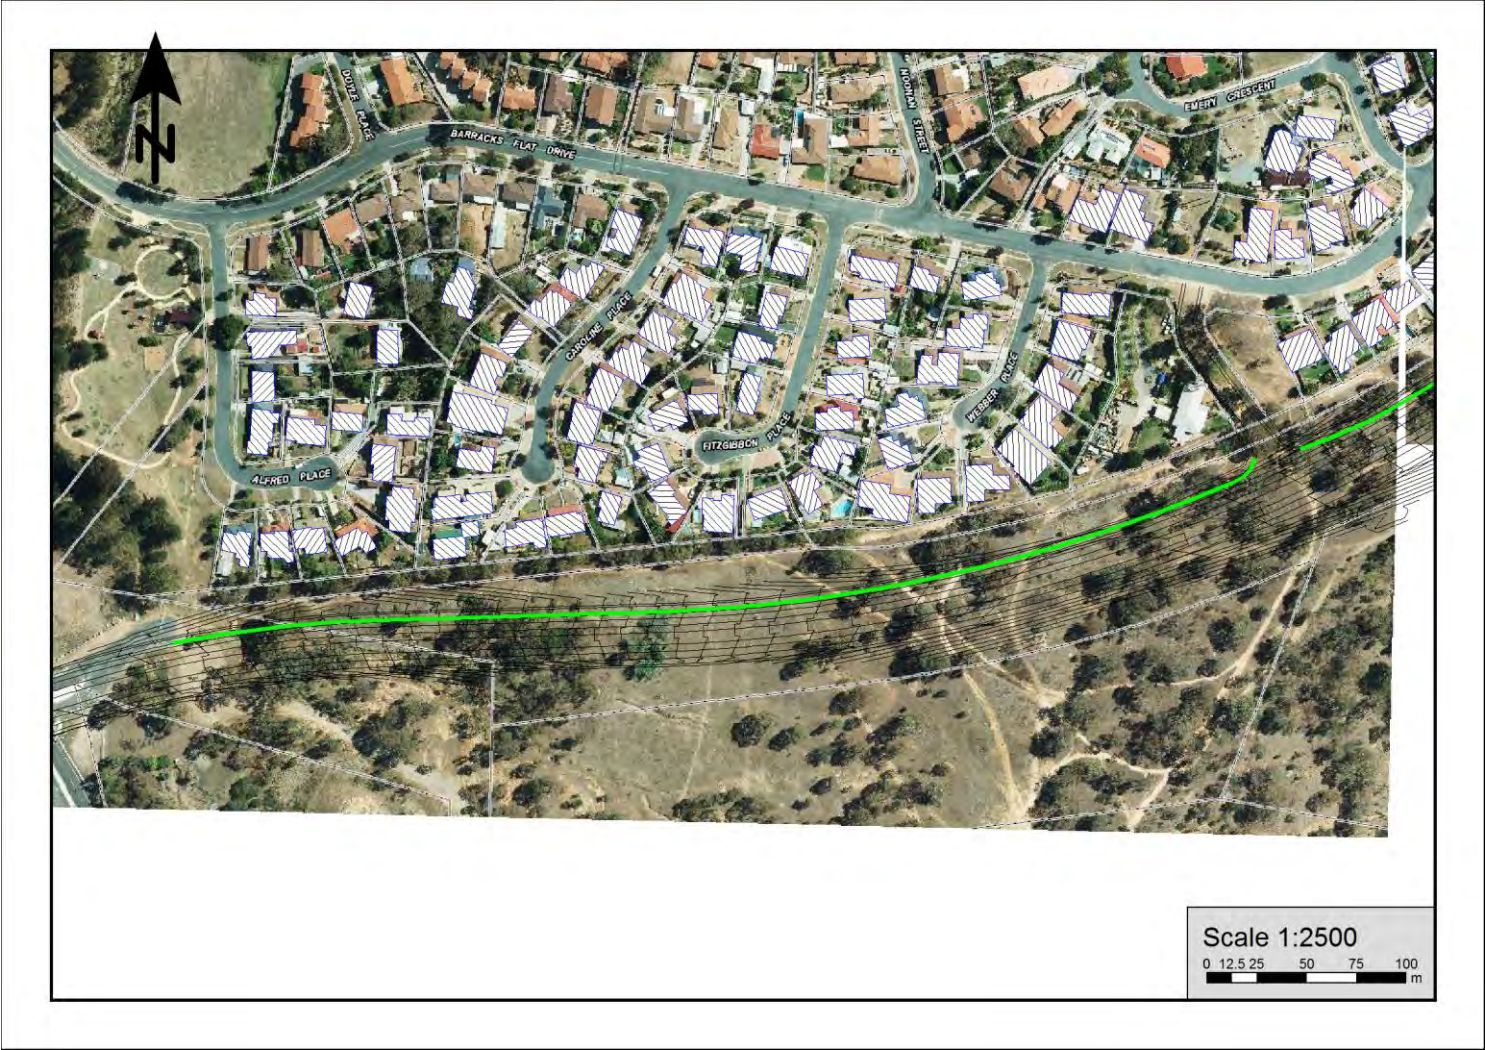 N
DOYLE PLACE
BARRACKS FLAT DRIVE
NOONAN STREET
EMERY CRESCENT
CAROLINE PLACE
WEBBER PLACE
FITZGIBBON PLACE
ALFRED PLACE
Scale 1:2500
0 12.5 25 50 75 100
m